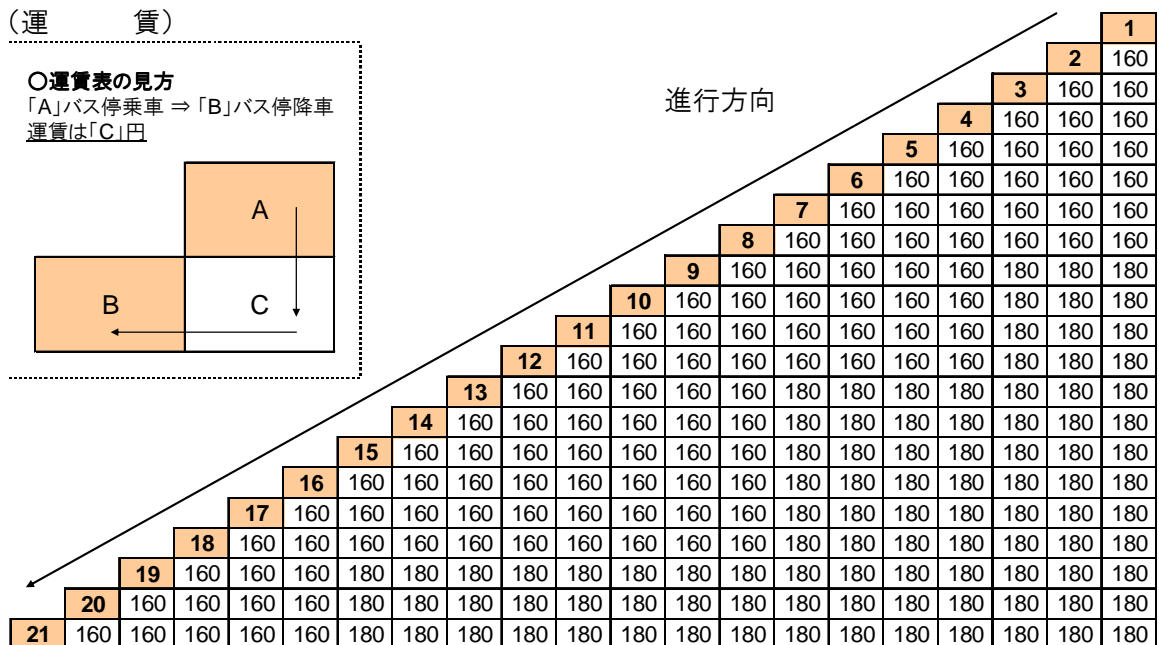 (運　賃)
○運賃表の見方
「A」バス停乗車 ⇒ 「B」バス停降車
運賃は「C」円
A
B C
進行方向
1
2 160
3 160 160
4 160 160 160
5 160 160 160 160
6 160 160 160 160 160
7 160 160 160 160 160 160
8 160 160 160 160 160 160 160
9 160 160 160 160 160 180 180 180
10 160 160 160 160 160 160 180 180 180
11 160 160 160 160 160 160 160 180 180 180
12 160 160 160 160 160 160 160 160 180 180 180
13 160 160 160 160 160 180 180 180 180 180 180 180
14 160 160 160 160 160 160 180 180 180 180 180 180 180
15 160 160 160 160 160 160 160 180 180 180 180 180 180 180
16 160 160 160 160 160 160 160 160 180 180 180 180 180 180 180
17 160 160 160 160 160 160 160 160 160 180 180 180 180 180 180 180
18 160 160 160 160 160 160 160 160 160 160 180 180 180 180 180 180 180
19 160 160 160 180 180 180 180 180 180 180 180 180 180 180 180 180 180 180
20 160 160 160 160 180 180 180 180 180 180 180 180 180 180 180 180 180 180 180
21 160 160 160 160 160 180 180 180 180 180 180 180 180 180 180 180 180 180 180 180